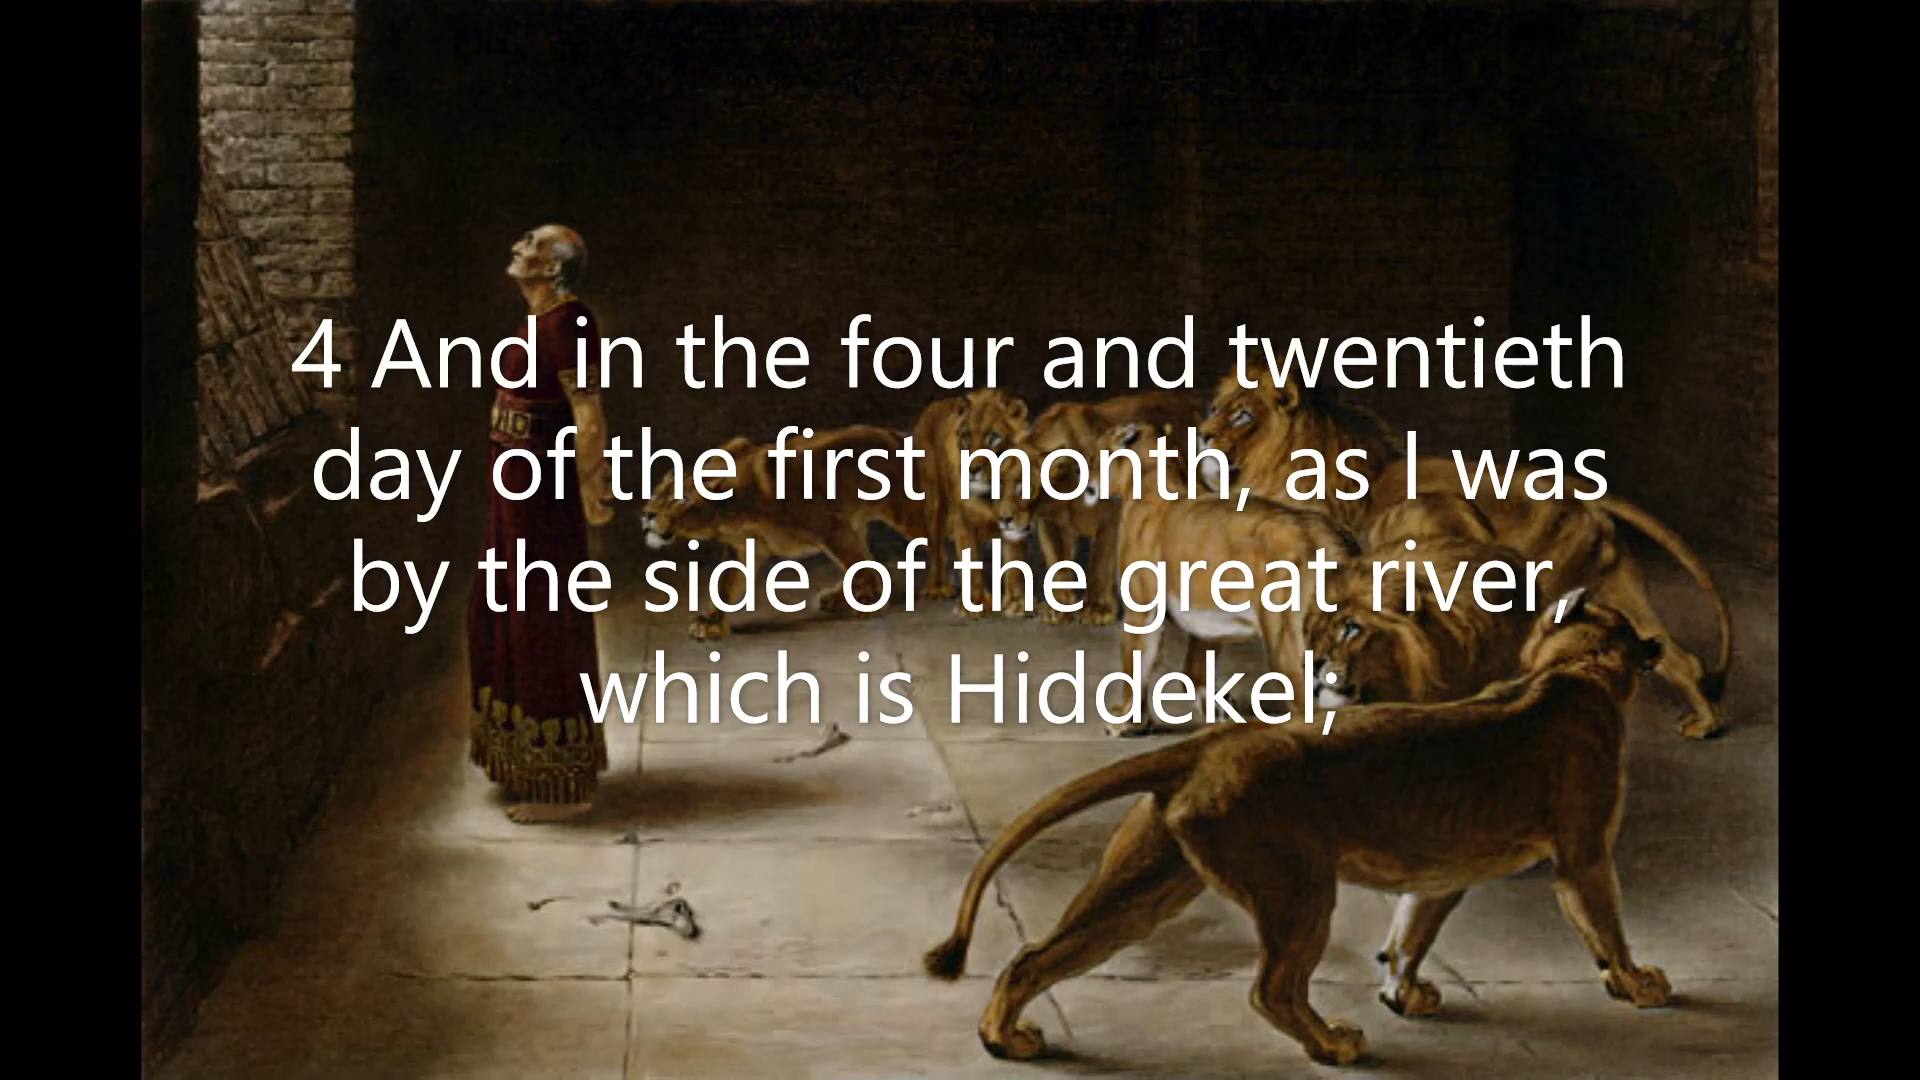 4 And in the four and twentieth
day of the first month, as I was
by the side of the great river,
which is Hiddekel;